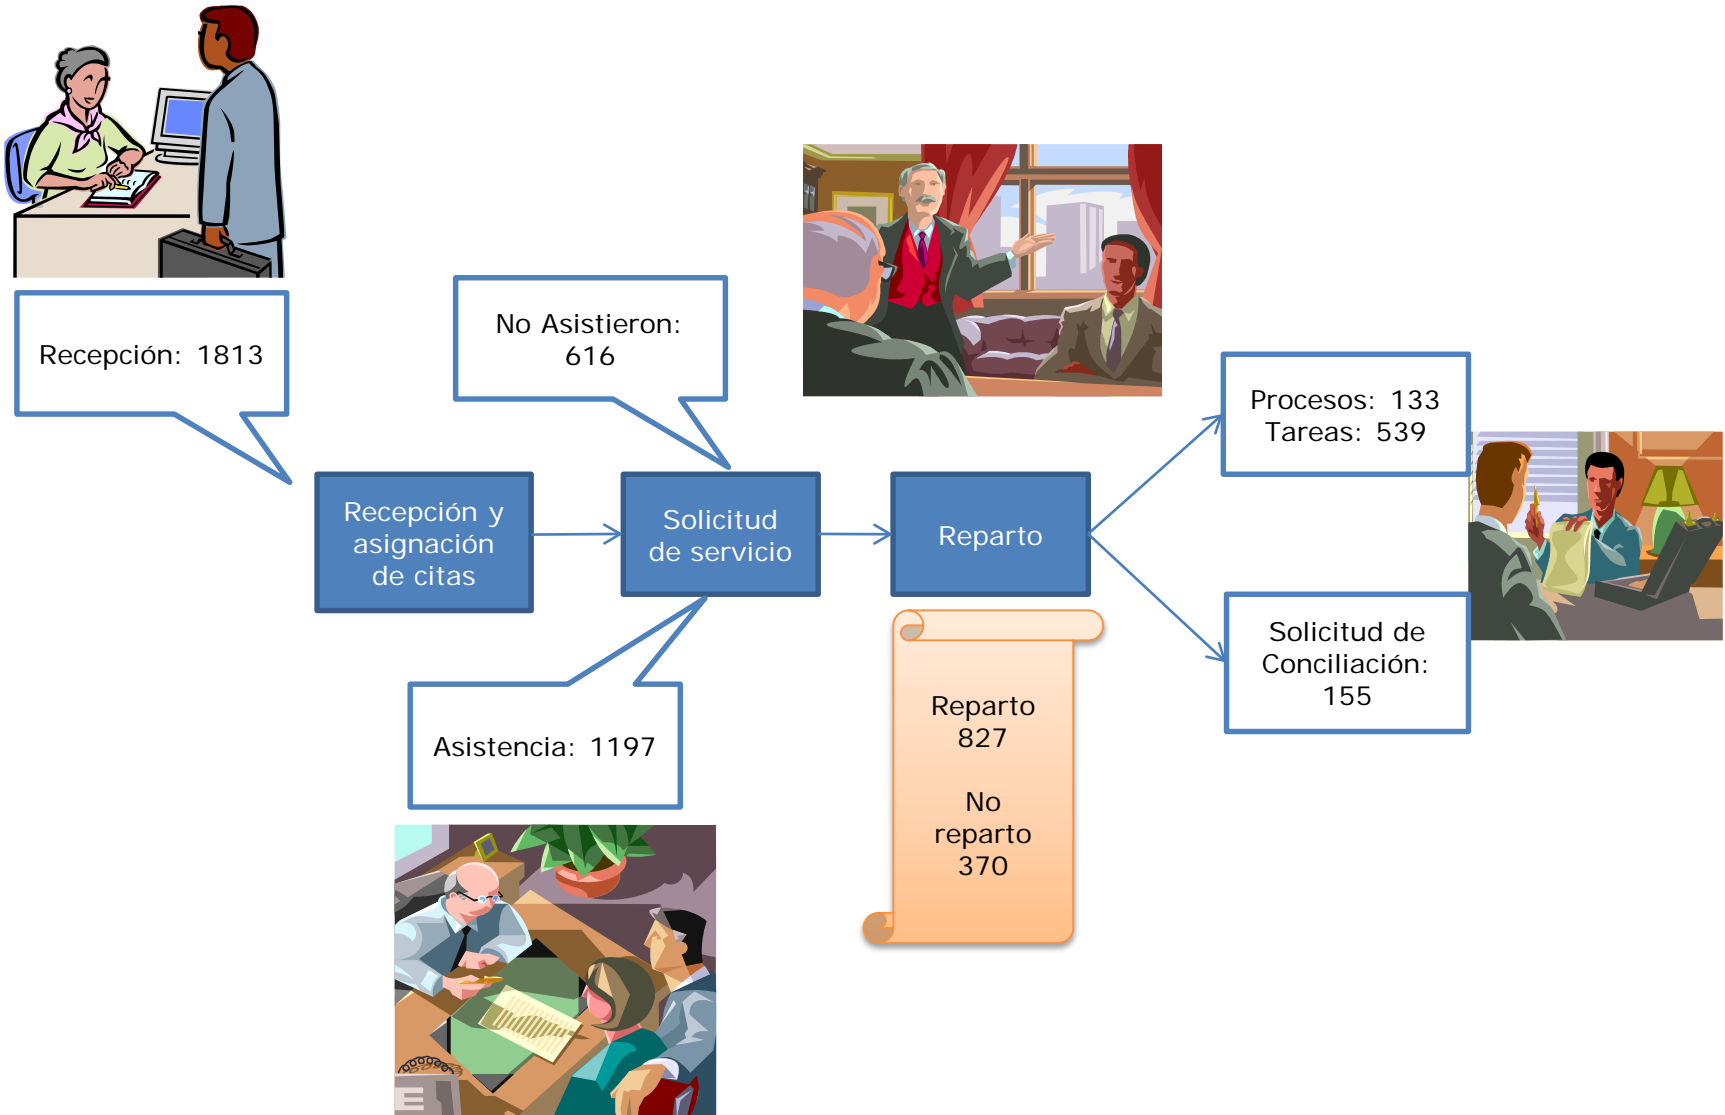 Recepción: 1813
No Asistieron:
616
Procesos: 133
Tareas: 539
Recepción y
asignación
de citas
Solicitud
de servicio
Reparto
Solicitud de
Conciliación:
155
Asistencia: 1197
Reparto
827
No
reparto
370